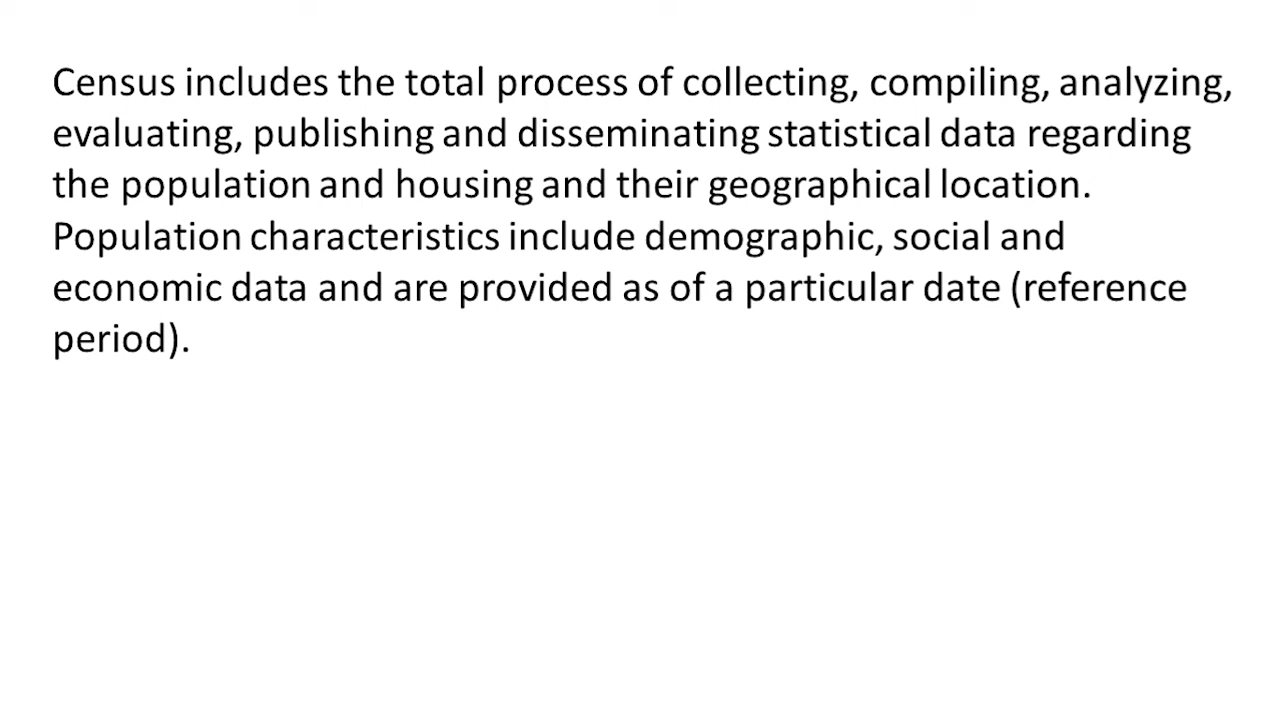 Census includes the total process of collecting, compiling, analyzing,
evaluating, publishing and disseminating statistical data regarding
the population and housing and their geographical location.
Population characteristics include demographic, social and
economic data and are provided as of a particular date (reference
period).